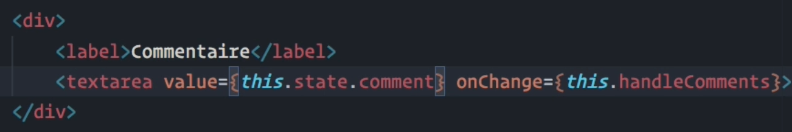 <div>
<label>Commentaire</label>
<textarea value={this.state.comment} onChange={this.handleComments}>
</div>